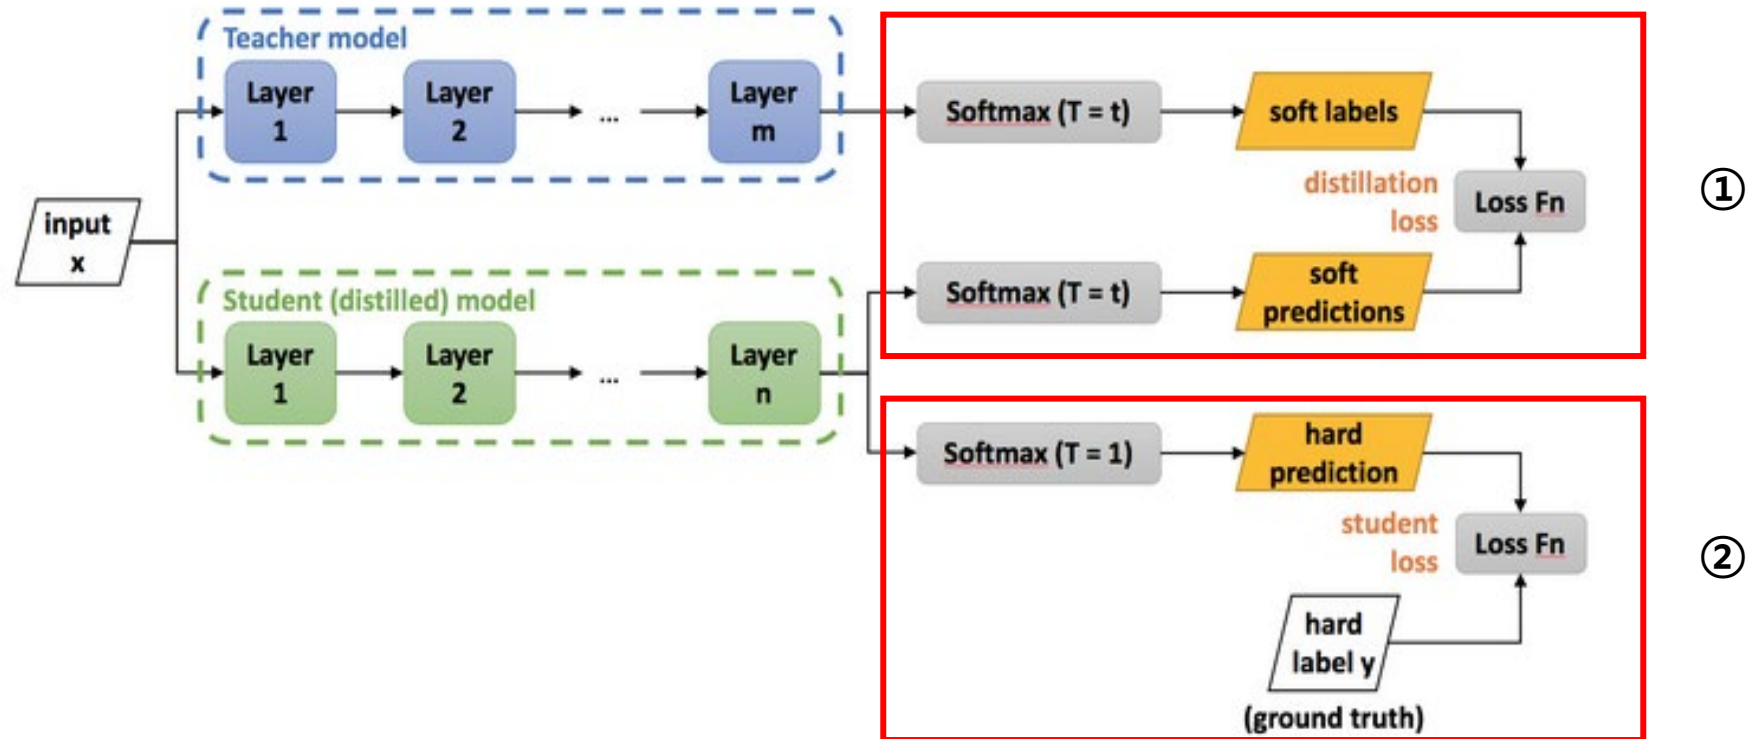 Teacher model
Layer
1
Layer
2
...
Layer
m
Softmax (T = t)
soft labels
distillation
loss
Loss Fn
①
input
x
Student (distilled) model
Layer
1
Layer
2
...
Layer
n
Softmax (T = t)
soft
predictions
Softmax (T = 1)
hard
prediction
student
loss
Loss Fn
②
hard
label y
(ground truth)